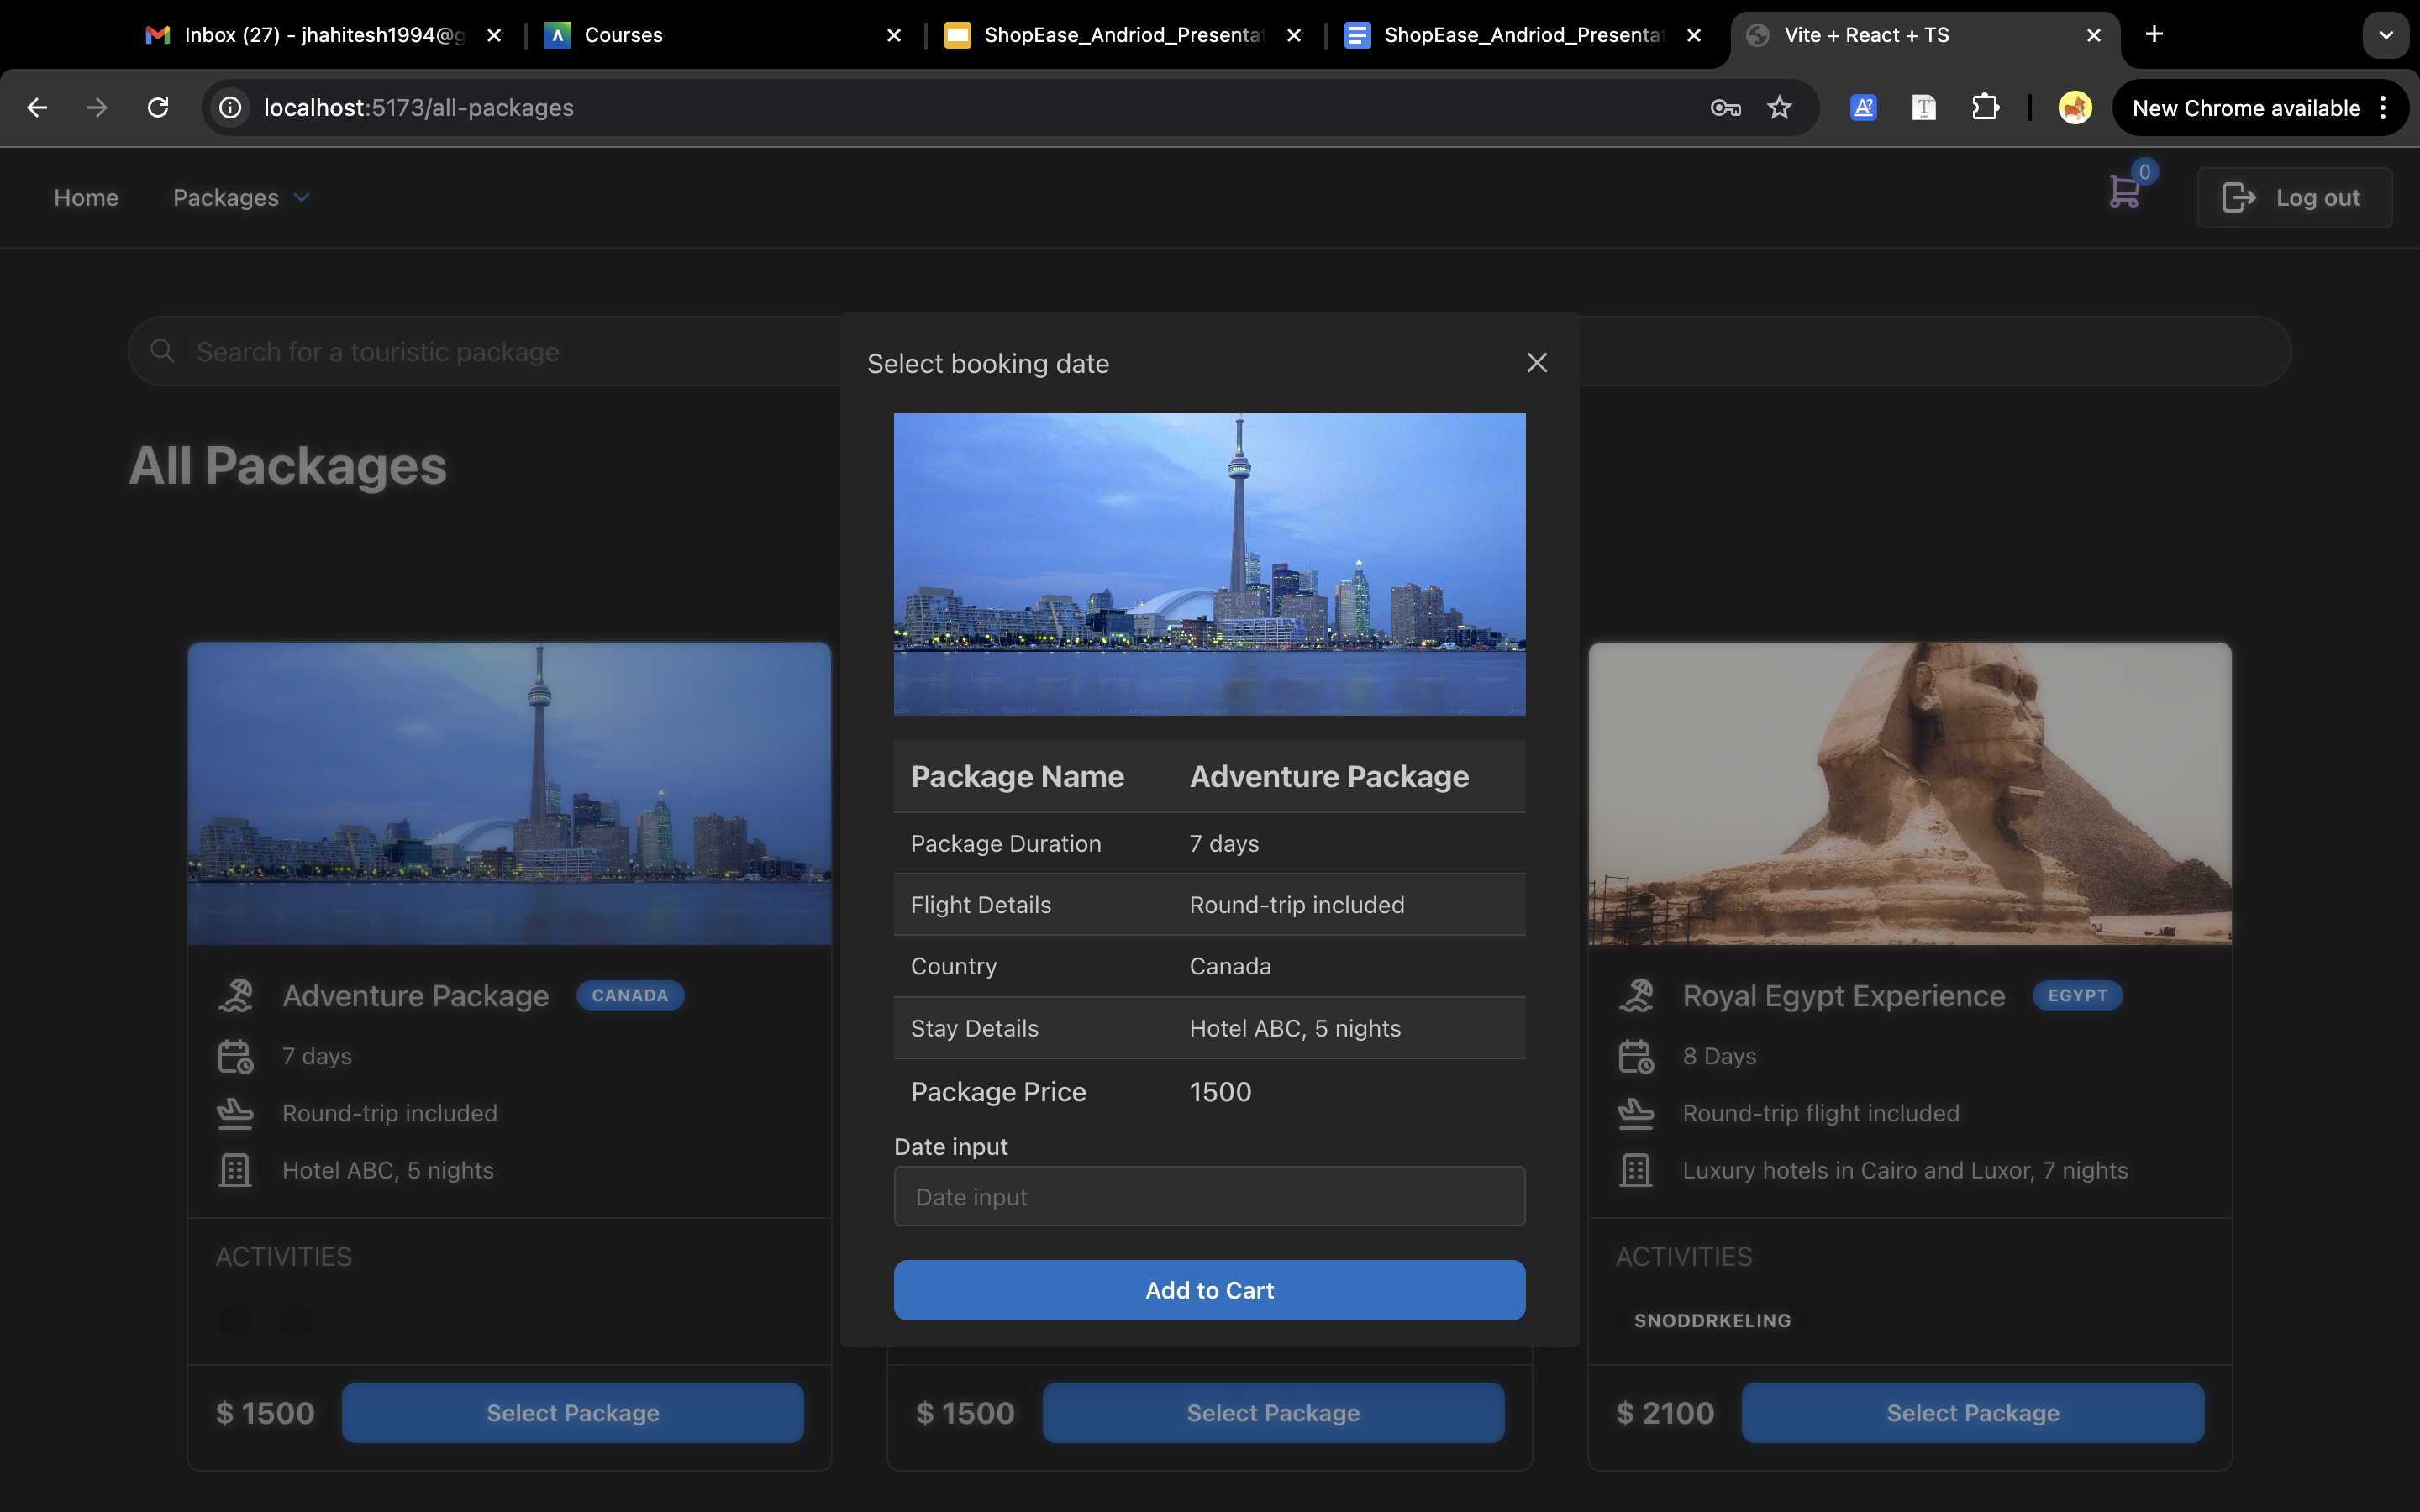 Inbox (27) - jhahitesh1994@g
Courses
ShopEase_Andriod_Presentat
ShopEase_Andriod_Presentat
Vite + React + TS
localhost:5173/all-packages
New Chrome available
Home
Packages
0
Log out
Search for a touristic package
All Packages
Select booking date
Package Name Adventure Package
Package Duration 7 days
Flight Details Round-trip included
Country Canada
Stay Details Hotel ABC, 5 nights
Package Price 1500
Date input
Date input
Add to Cart
Adventure Package CANADA
7 days
Round-trip included
Hotel ABC, 5 nights
ACTIVITIES
$ 1500 Select Package
$ 1500 Select Package
Royal Egypt Experience EGYPT
8 Days
Round-trip flight included
Luxury hotels in Cairo and Luxor, 7 nights
ACTIVITIES
SNODDRKELING
$ 2100 Select Package